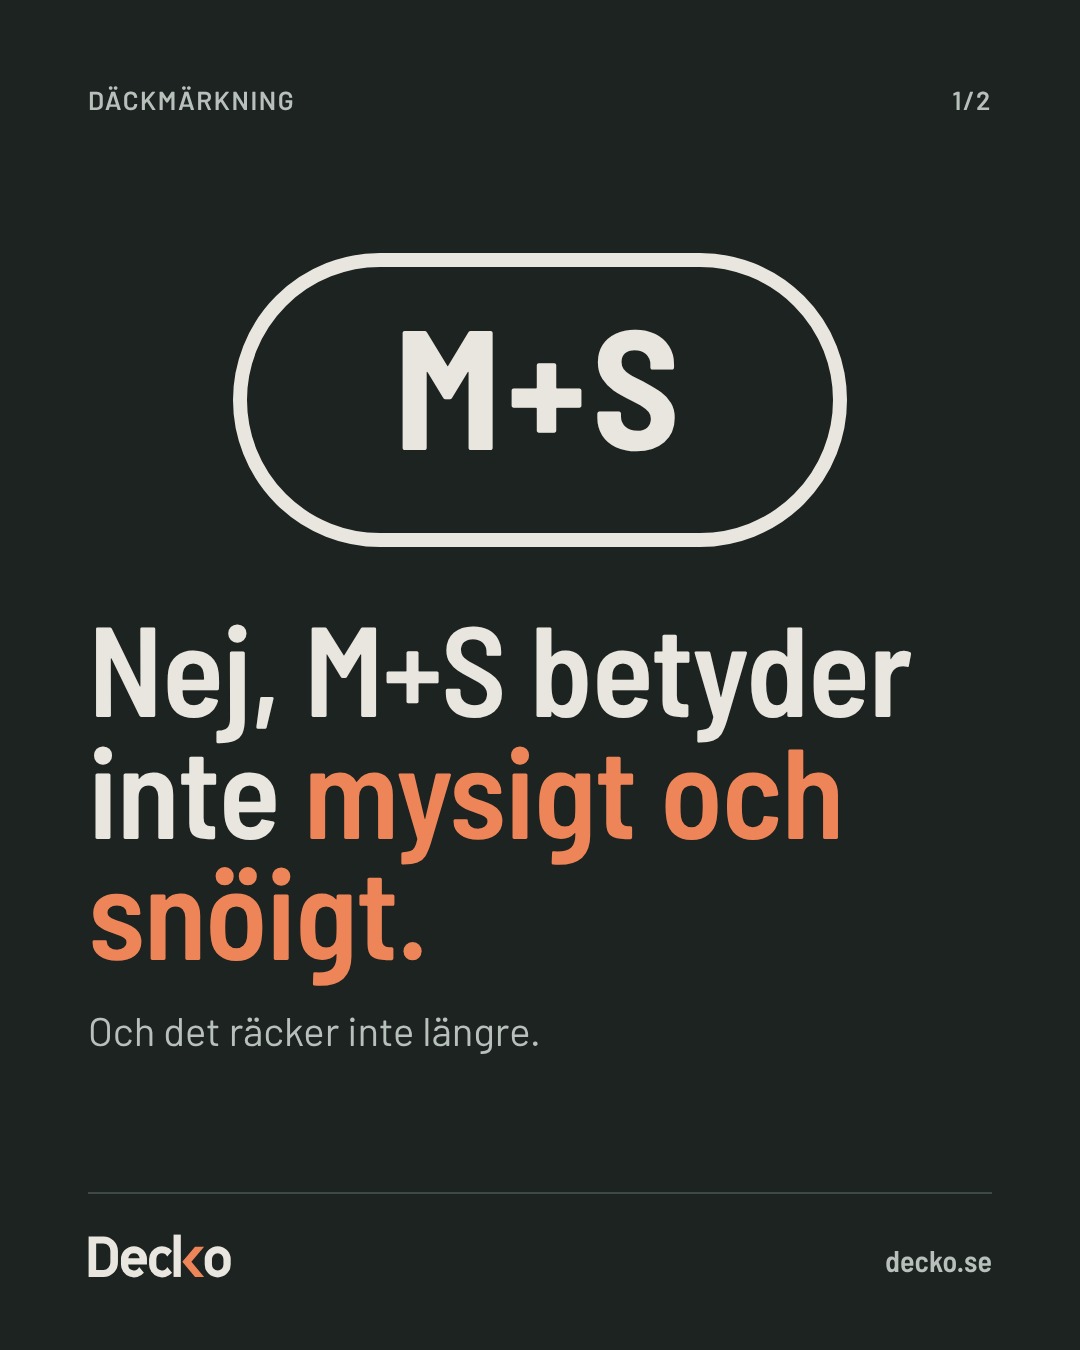 DÄCKMÄRKNING
1/2
M+S
Nej, M+S betyder
inte mysigt och
snöigt.
Och det räcker inte längre.
Decko
decko.se